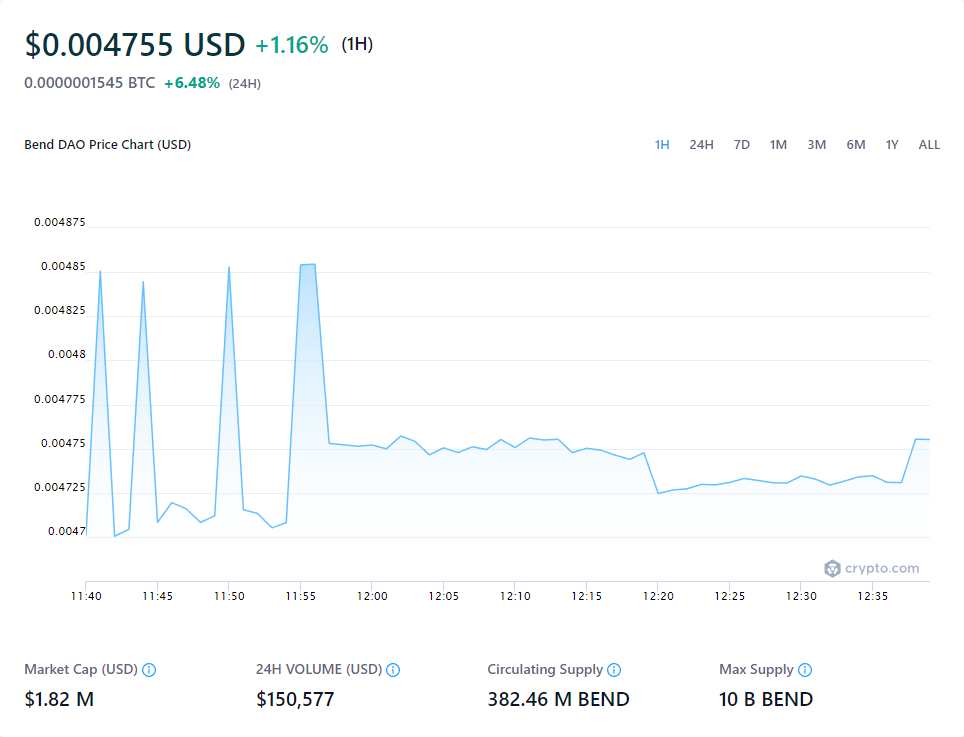 $0.004755 USD +1.16% (1H)
0.0000001545 BTC +6.48% (24H)
Bend DAO Price Chart (USD) 1H 24H 7D 1M 3M 6M 1Y ALL
0.004875
0.00485
0.004825
0.0048
0.004775
0.00475
0.004725
0.0047
crypto.com
11:40 11:45 11:50 11:55 12:00 12:05 12:10 12:15 12:20 12:25 12:30 12:35
Market Cap (USD) 24H VOLUME (USD) Circulating Supply Max Supply
$1.82 M $150,577 382.46 M BEND 10 B BEND